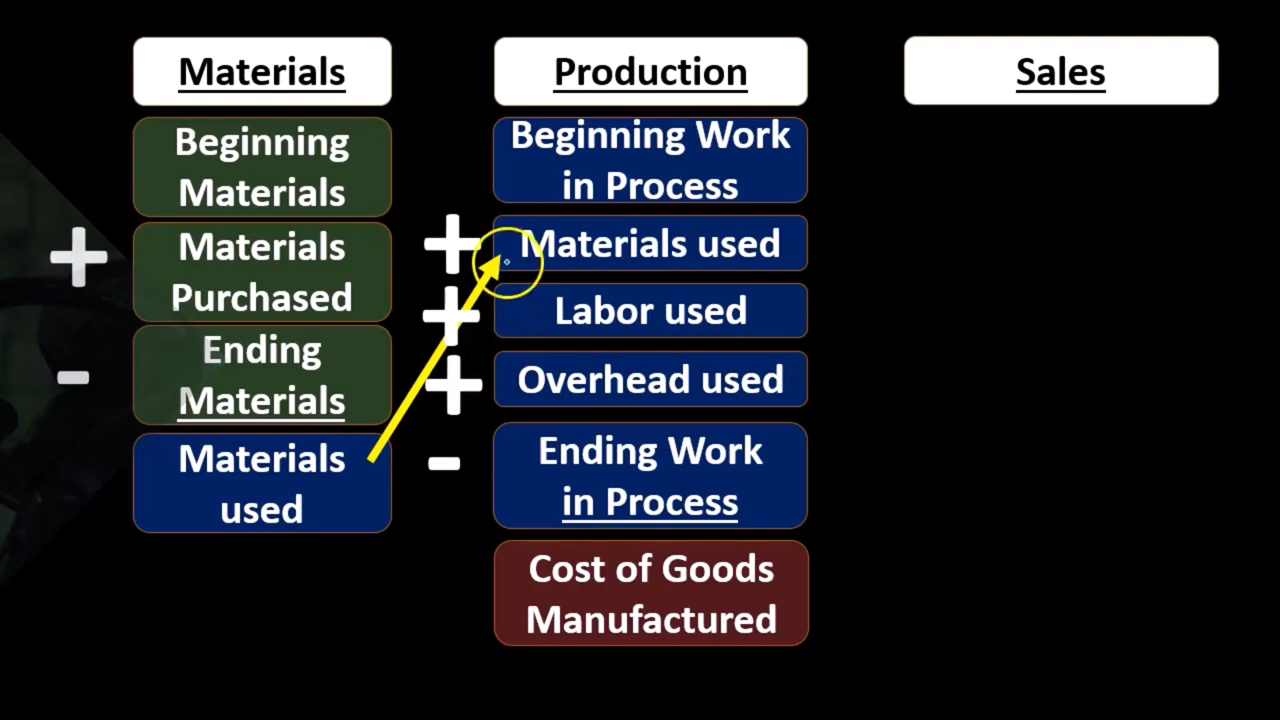 Materials
Beginning
Materials
+
Materials
Purchased
-
Ending
Materials
Materials
used
Production
Beginning Work
in Process
+
Materials used
+
Labor used
+
Overhead used
-
Ending Work
in Process
Cost of Goods
Manufactured
Sales